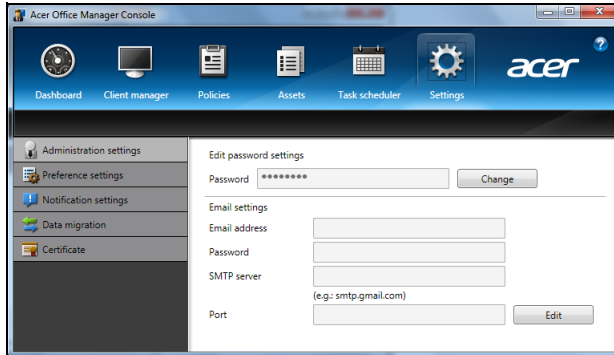 Acer Office Manager Console
?
acer
Dashboard Client manager Policies Assets Task scheduler Settings
Administration settings
Preference settings
Notification settings
Data migration
Certificate
Edit password settings
Password ******** Change
Email settings
Email address
Password
SMTP server
(e.g.: smtp.gmail.com)
Port Edit